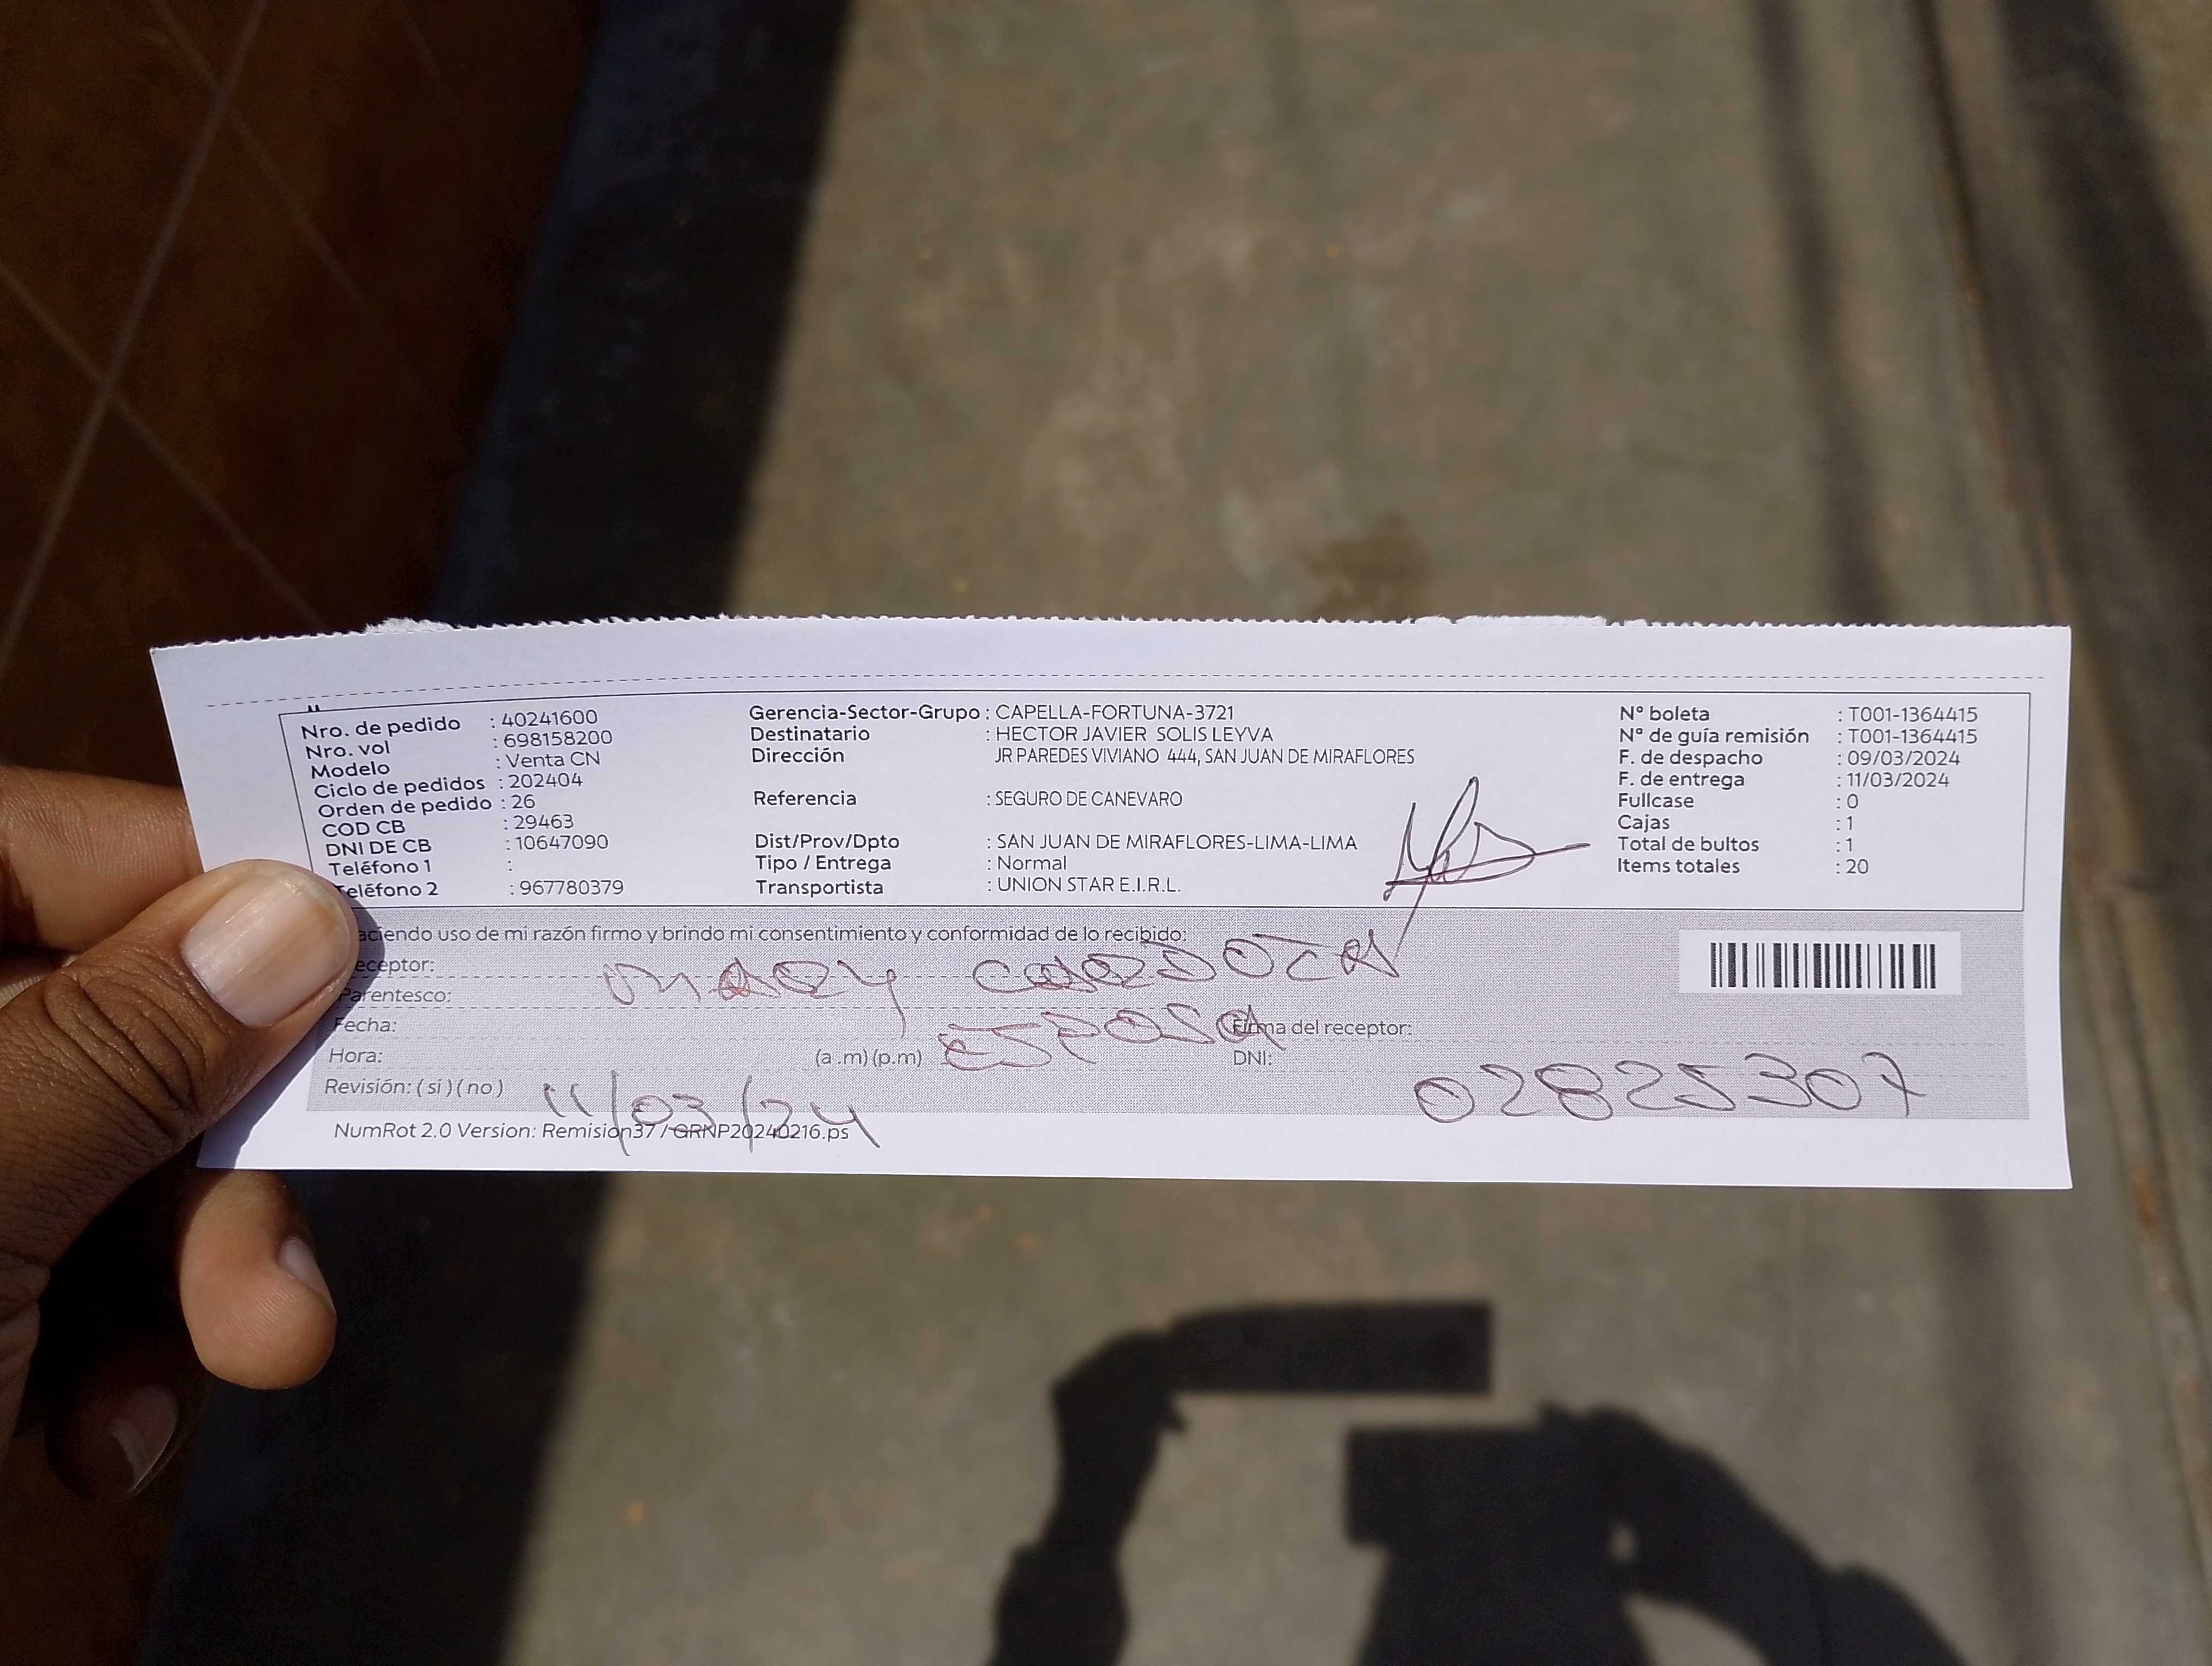 Nro. de pedido : 40241600
Nro. vol : 698158200
Modelo : Venta CN
Ciclo de pedidos : 202404
Orden de pedido : 26
COD CB : 29463
DNI DE CB : 10647090
Teléfono 1 :
Teléfono 2 : 967780379
Gerencia-Sector-Grupo : CAPELLA-FORTUNA-3721
Destinatario : HECTOR JAVIER SOLIS LEYVA
Dirección JR PAREDES VIVIANO 444, SAN JUAN DE MIRAFLORES
Referencia : SEGURO DE CANEVARO
Dist/Prov/Dpto : SAN JUAN DE MIRAFLORES-LIMA-LIMA
Tipo / Entrega : Normal
Transportista : UNION STAR E.I.R.L.
N° boleta : T001-1364415
N° de guía remisión : T001-1364415
F. de despacho : 09/03/2024
F. de entrega : 11/03/2024
Fullcase : 0
Cajas : 1
Total de bultos : 1
Items totales : 20
aciendo uso de mi razón firmo y brindo mi consentimiento y conformidad de lo recibido:
eceptor: MARY
Parentesco: ESPOSA
Fecha: Firma del receptor:
Hora: (a .m) (p.m) DNI:
Revisión: ( si ) ( no ) 11/03/24 02825307
NumRot 2.0 Version: Remision37 / GRNP20240216.ps